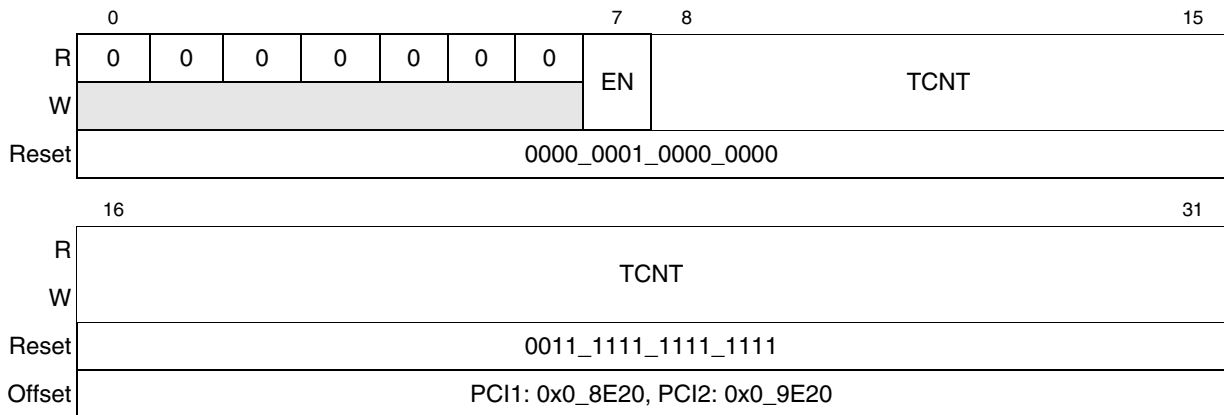 0 7 8 15
R 0 0 0 0 0 0 0 EN TCNT
W
Reset 0000_0001_0000_0000
16 31
R TCNT
W
Reset 0011_1111_1111_1111
Offset PCI1: 0x0_8E20, PCI2: 0x0_9E20